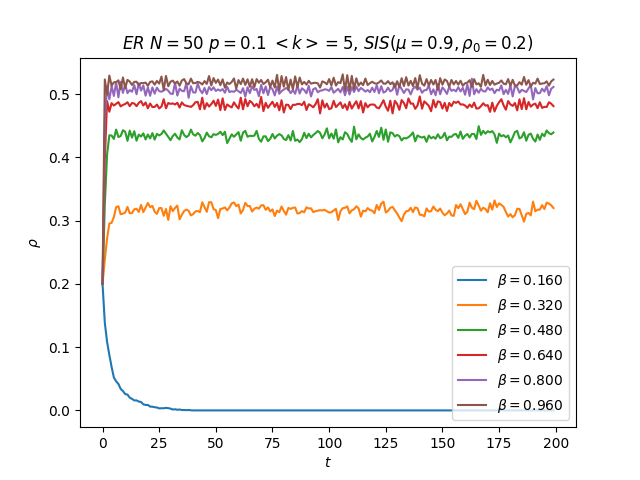 ER N = 50 p = 0.1 < k >= 5, SIS(μ = 0.9, ρ₀ = 0.2)
0.5
0.4
0.3
0.2
0.1
0.0
ρ
β = 0.160
β = 0.320
β = 0.480
β = 0.640
β = 0.800
β = 0.960
0 25 50 75 100 125 150 175 200
t